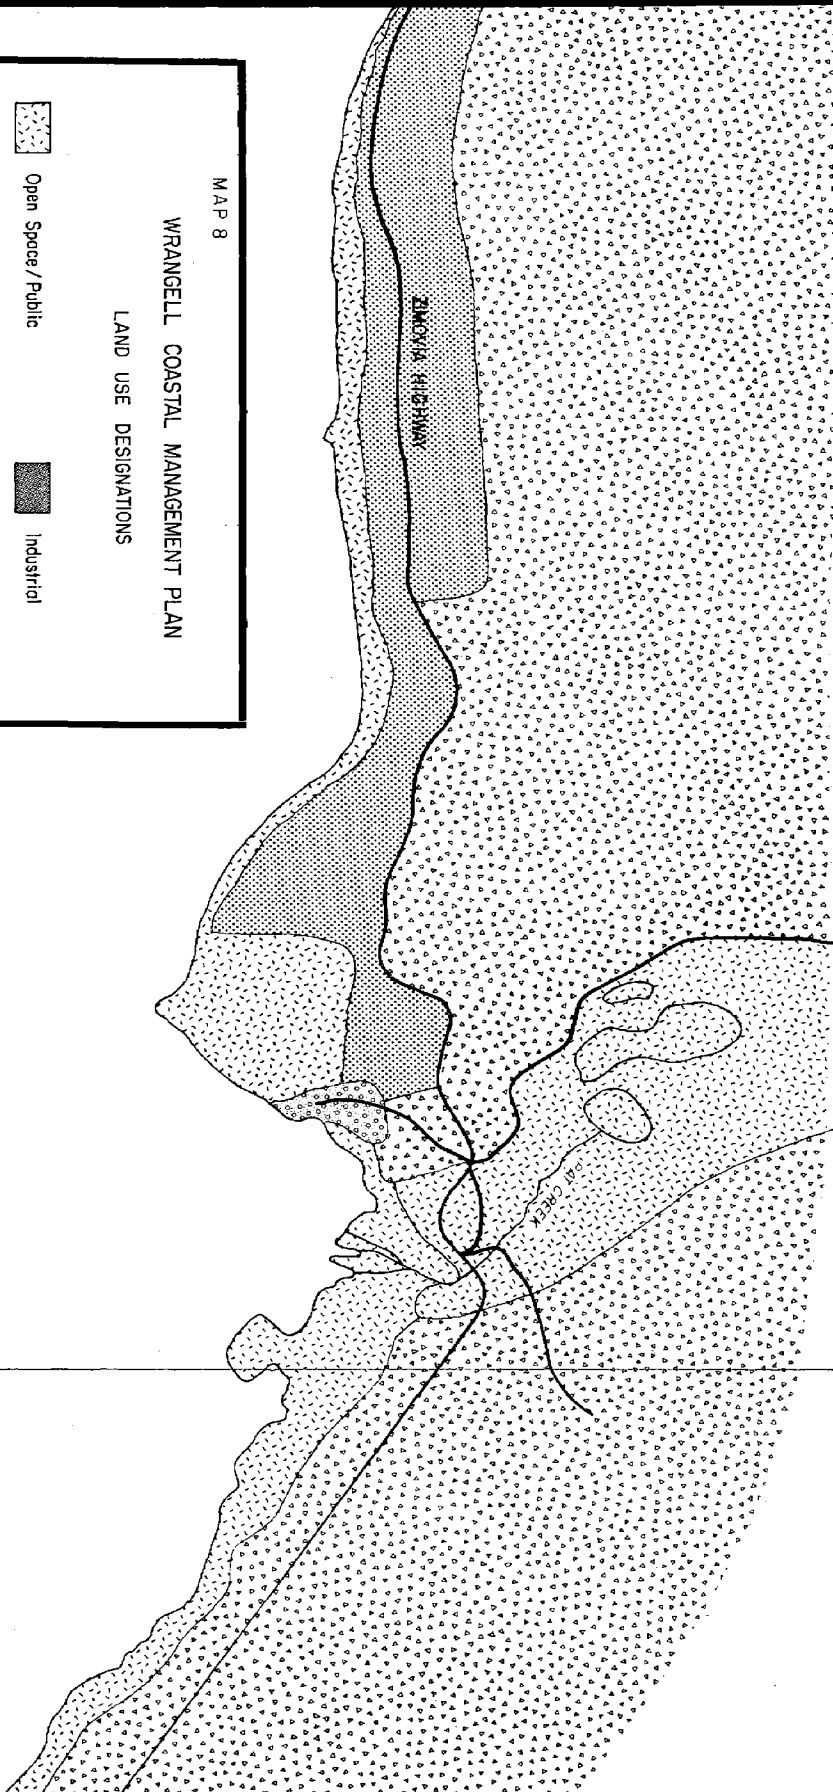 MAP 8
WRANGELL COASTAL MANAGEMENT PLAN
LAND USE DESIGNATIONS
Open Space / Public
Industrial
ZIMOVIA HIGHWAY
PAT CREEK